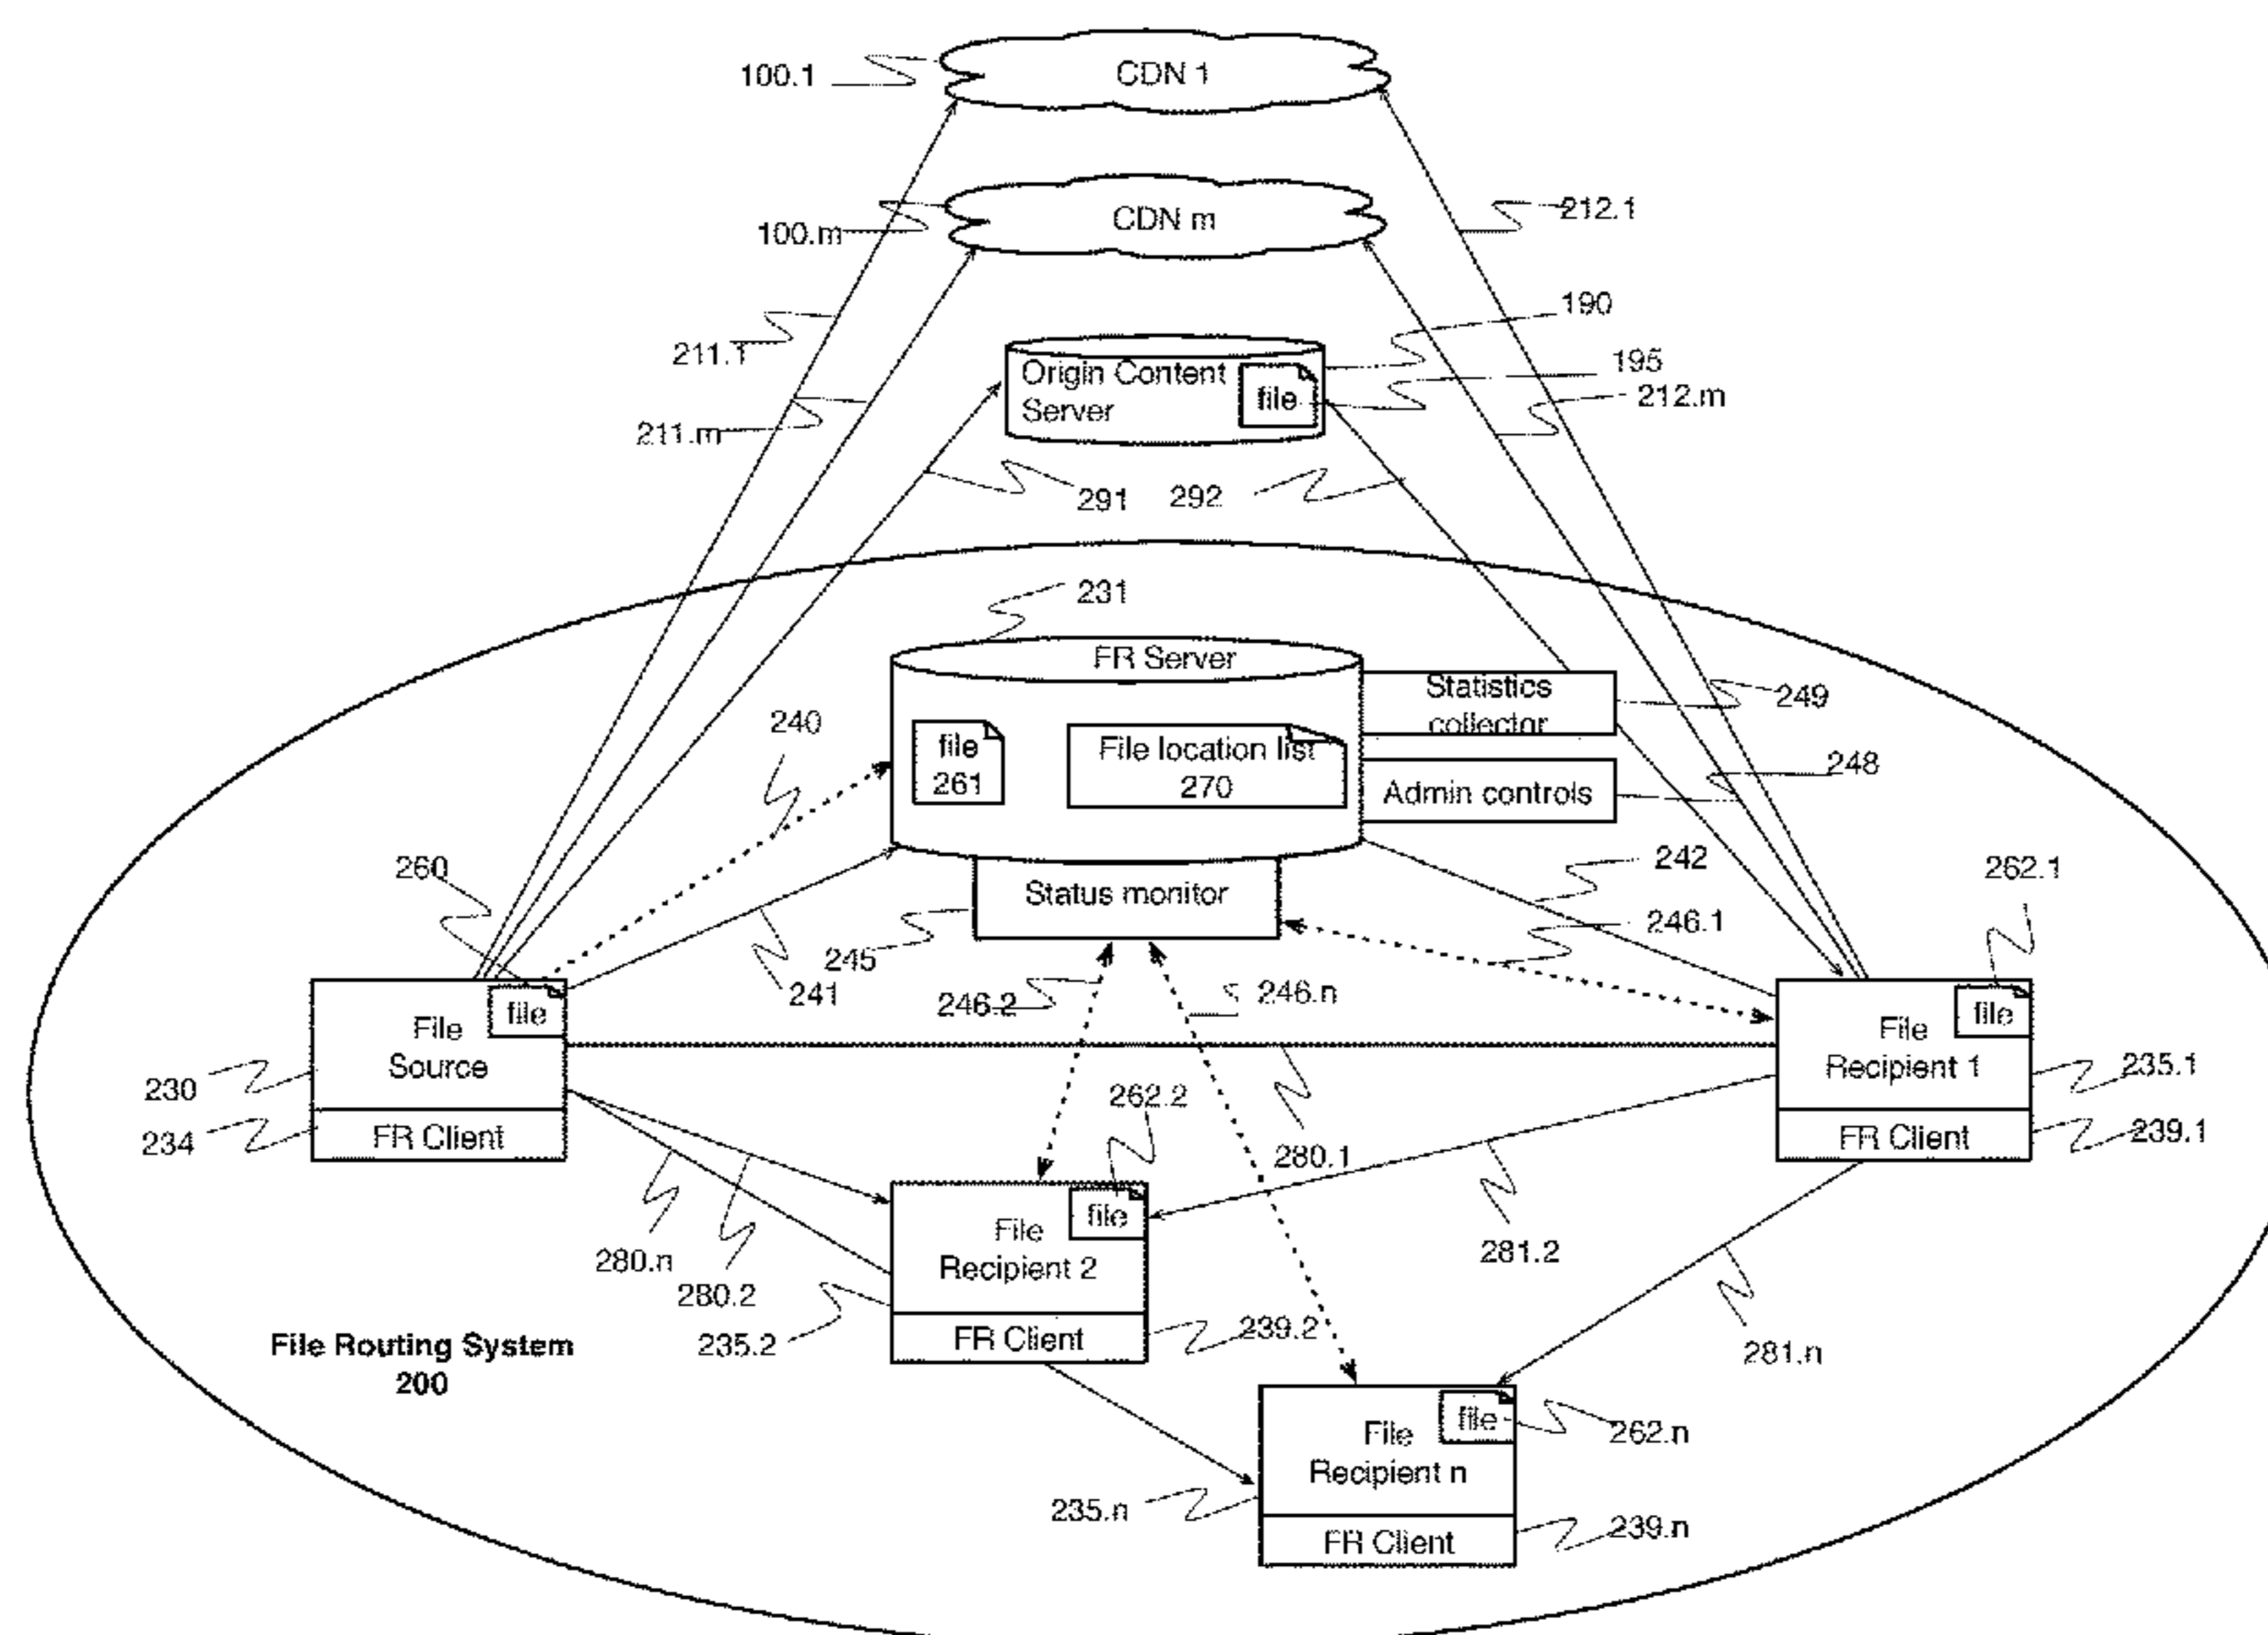 CDN 1
100.1
CDN m
100.m
212.1
190
211.1
Origin Content
Server
file
195
212.m
211.m
291
292
231
FR Server
240
Statistics
collector
249
file
261
File location list
270
248
Admin controls
260
Status monitor
242
262.1
246.1
245
241
246.2
246.n
file
File
Source
file
File
Recipient 1
230
235.1
262.2
234
FR Client
FR Client
239.1
280.1
file
File
Recipient 2
280.n
280.2
281.2
235.2
FR Client
239.2
File Routing System
200
281.n
file
File
Recipient n
262.n
235.n
FR Client
239.n